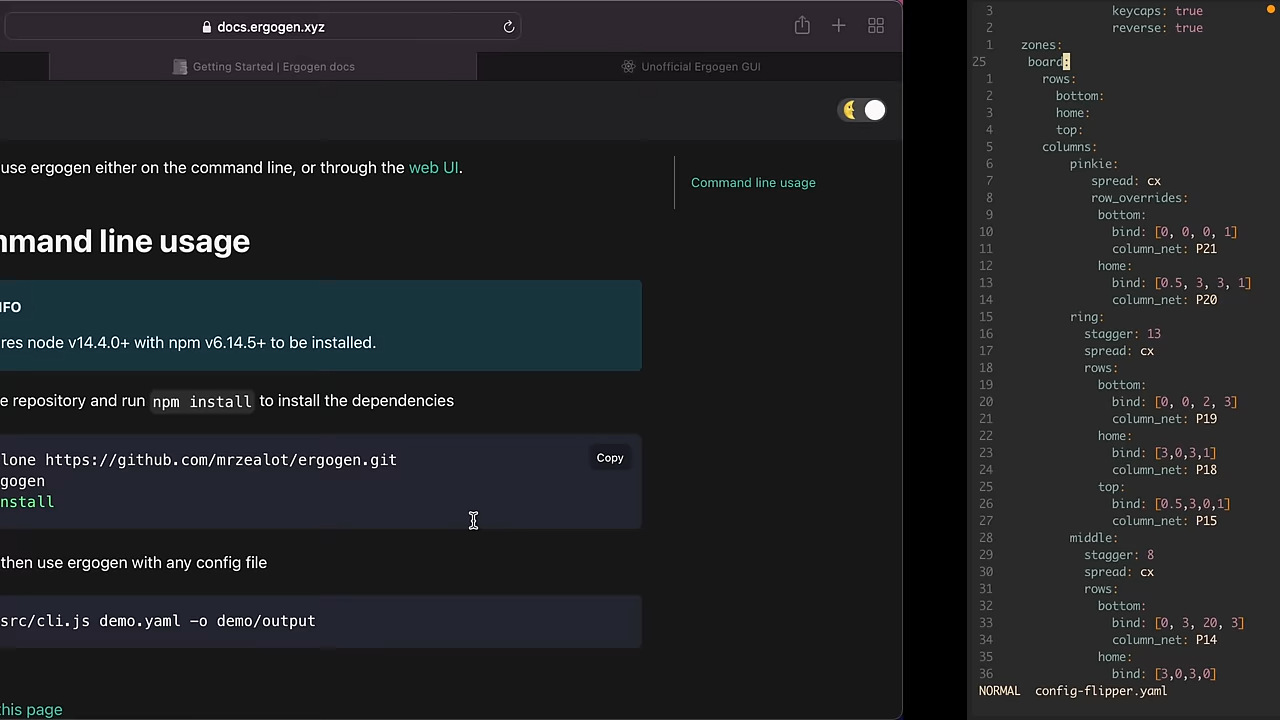 docs.ergogen.xyz
Getting Started | Ergogen docs
Unofficial Ergogen GUI
use ergogen either on the command line, or through the web UI.
Command line usage
mmand line usage
FO
res node v14.4.0+ with npm v6.14.5+ to be installed.
e repository and run npm install to install the dependencies
lone https://github.com/mrzealot/ergogen.git
Copy
gogen
nstall
then use ergogen with any config file
src/cli.js demo.yaml -o demo/output
this page
3 keycaps: true
2 reverse: true
1 zones:
25 board:
1 rows:
2 bottom:
3 home:
4 top:
5 columns:
6 pinkie:
7 spread: cx
8 row_overrides:
9 bottom:
10 bind: [0, 0, 0, 1]
11 column_net: P21
12 home:
13 bind: [0.5, 3, 3, 1]
14 column_net: P20
15 ring:
16 stagger: 13
17 spread: cx
18 rows:
19 bottom:
20 bind: [0, 0, 2, 3]
21 column_net: P19
22 home:
23 bind: [3,0,3,1]
24 column_net: P18
25 top:
26 bind: [0.5,3,0,1]
27 column_net: P15
28 middle:
29 stagger: 8
30 spread: cx
31 rows:
32 bottom:
33 bind: [0, 3, 20, 3]
34 column_net: P14
35 home:
36 bind: [3,0,3,0]
NORMAL config-flipper.yaml